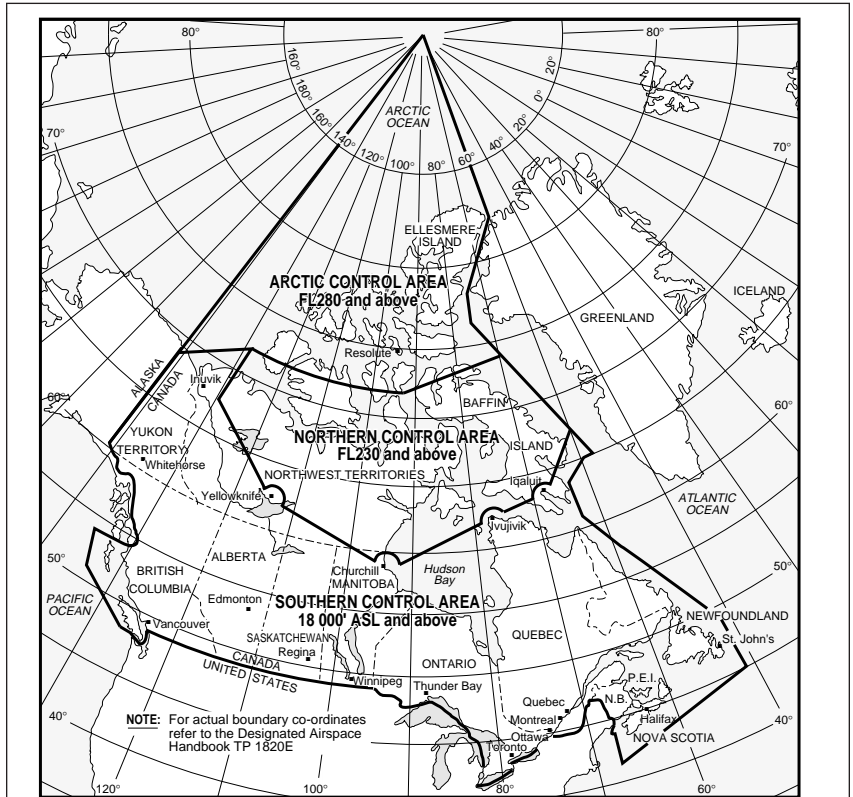 80°
80°
160°
180°
160°
140°
120°
100°
80°
60°
40°
20°
0°
20°
ARCTIC
OCEAN
70°
70°
ELLESMERE
ISLAND
ARCTIC CONTROL AREA
FL280 and above
ICELAND
GREENLAND
Resolute
ALASKA
CANADA
Inuvik
60°
60°
BAFFIN
ISLAND
YUKON
TERRITORY
Whitehorse
NORTHERN CONTROL AREA
FL230 and above
NORTHWEST TERRITORIES
Yellowknife
Iqaluit
Ivujivik
ATLANTIC
OCEAN
50°
50°
BRITISH
COLUMBIA
ALBERTA
Churchill
MANITOBA
Hudson
Bay
PACIFIC
OCEAN
Edmonton
SOUTHERN CONTROL AREA
18 000' ASL and above
NEWFOUNDLAND
St. John's
Vancouver
SASKATCHEWAN
Regina
QUEBEC
CANADA
UNITED STATES
Winnipeg
ONTARIO
Thunder Bay
P.E.I.
N.B.
Quebec
Montreal
Ottawa
Toronto
Halifax
NOVA SCOTIA
40°
40°
NOTE: For actual boundary co-ordinates
refer to the Designated Airspace
Handbook TP 1820E
120°
100°
80°
60°